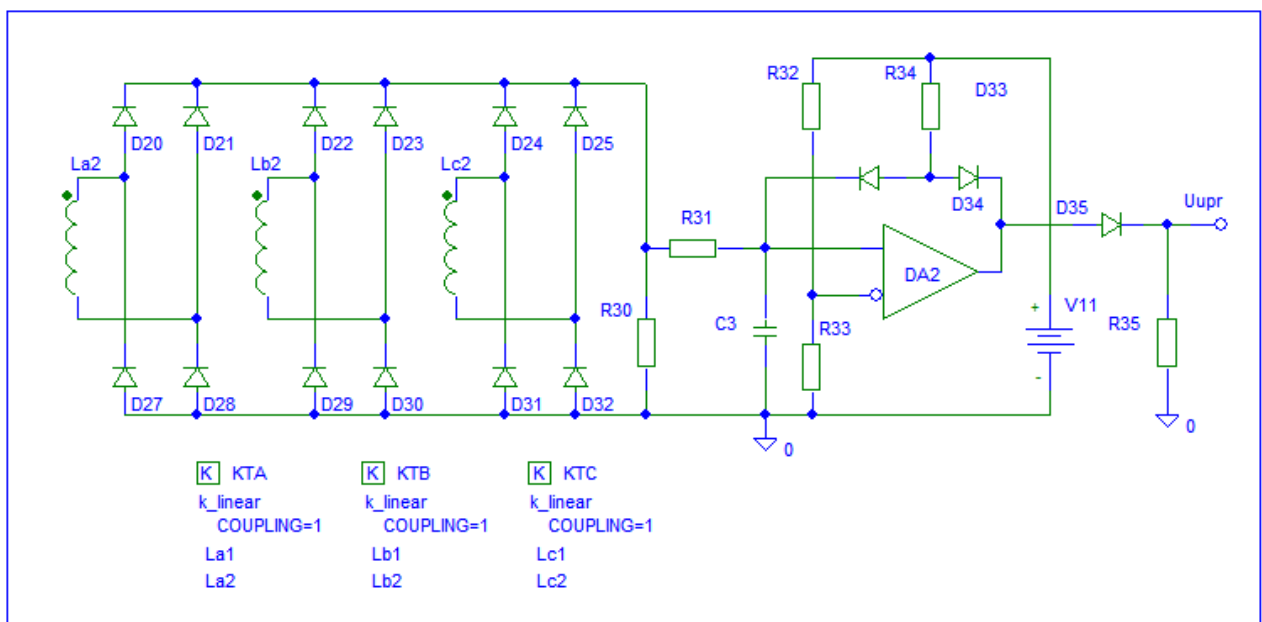 R32
R34
D33
D20
D21
D22
D23
D24
D25
La2
Lb2
Lc2
D34
D35
Uupr
R31
DA2
R30
C3
R33
+
V11
R35
-
D27
D28
D29
D30
D31
D32
0
0
K KTA
K KTB
K KTC
k_linear
k_linear
k_linear
COUPLING=1
COUPLING=1
COUPLING=1
La1
Lb1
Lc1
La2
Lb2
Lc2